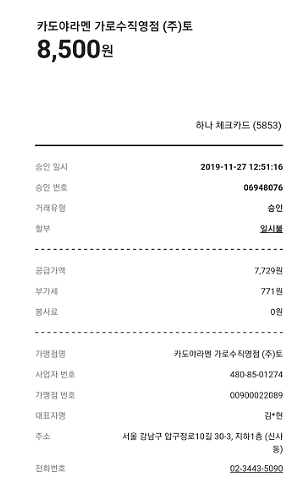 카도야라멘 가로수직영점 (주)토
8,500원
하나 체크카드 (5853)
승인 일시 2019-11-27 12:51:16
승인 번호 06948076
거래유형 승인
할부 일시불
공급가액 7,729원
부가세 771원
봉사료 0원
가맹점명 카도야라멘 가로수직영점 (주)토
사업자 번호 480-85-01274
가맹점 번호 00900022089
대표자명 김*현
주소 서울 강남구 압구정로10길 30-3, 지하1층 (신사
동)
전화번호 02-3443-5090